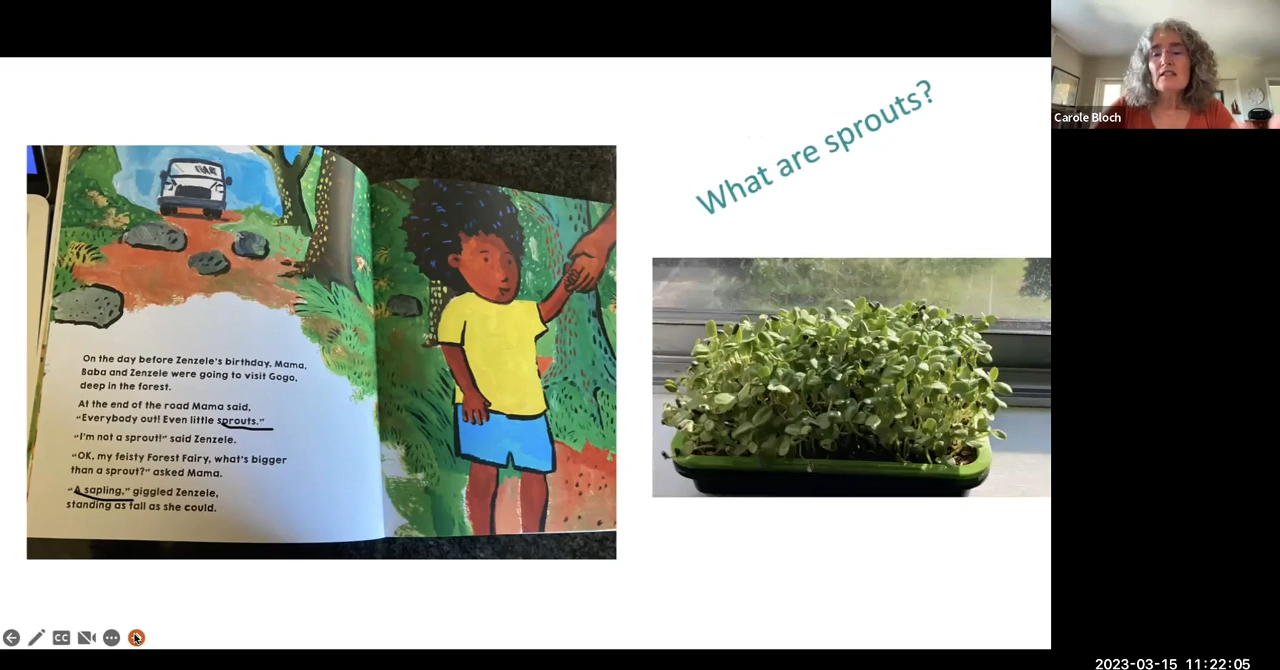 What are sprouts?
Carole Bloch
On the day before Zenzele's birthday, Mama,
Baba and Zenzele were going to visit Gogo,
deep in the forest.
At the end of the road Mama said,
"Everybody out! Even little sprouts."
"I'm not a sprout!" said Zenzele.
"OK, my feisty Forest Fairy, what's bigger
than a sprout?" asked Mama.
"A sapling," giggled Zenzele,
standing as tall as she could.
CC
2023-03-15 11:22:05